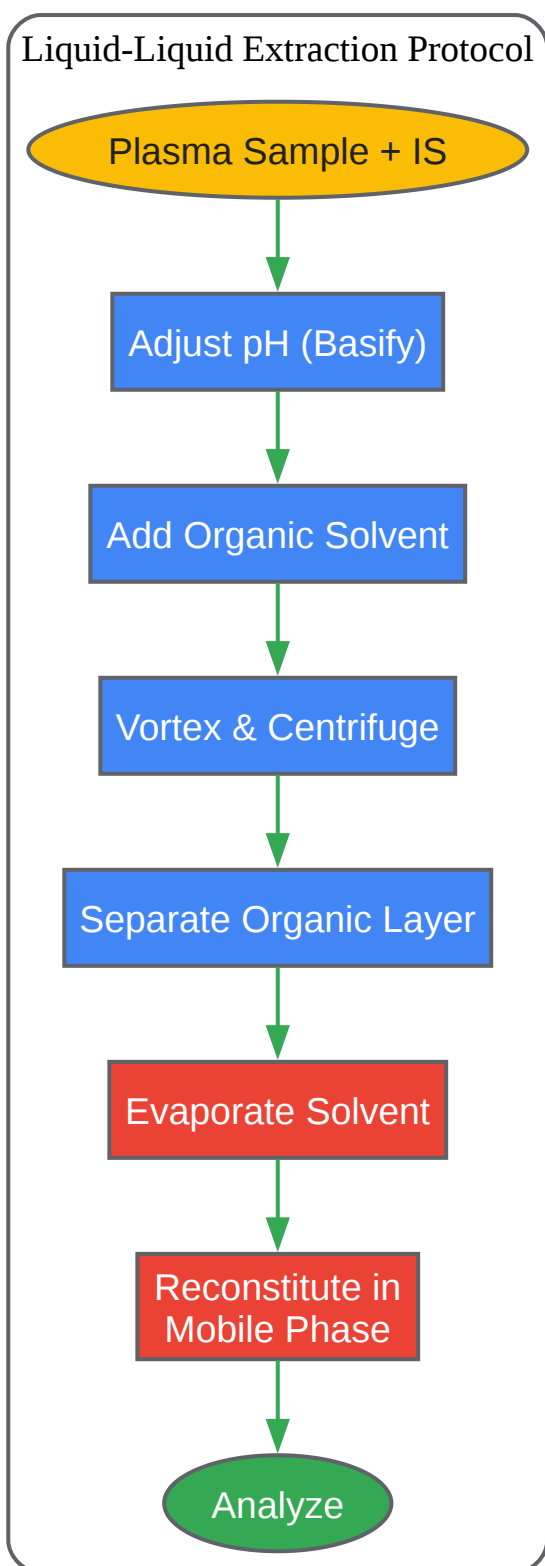 Liquid-Liquid Extraction Protocol
Plasma Sample + IS
Adjust pH (Basify)
Add Organic Solvent
Vortex & Centrifuge
Separate Organic Layer
Evaporate Solvent
Reconstitute in
Mobile Phase
Analyze